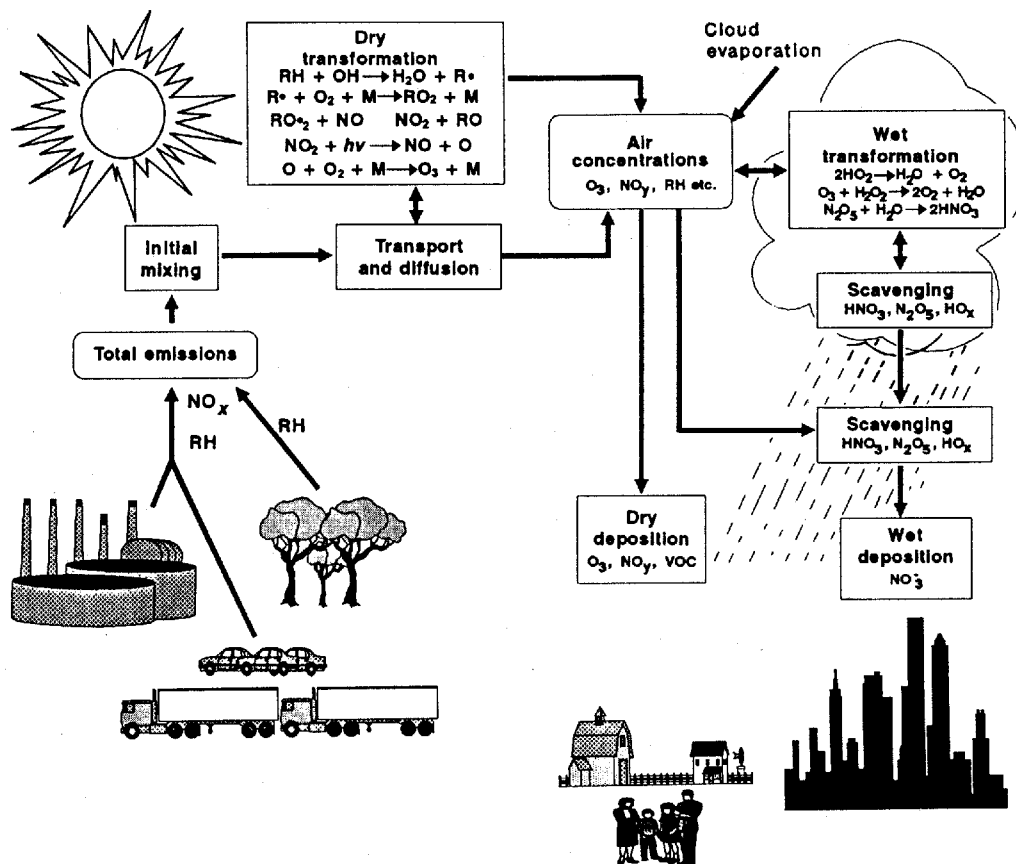 Dry
transformation
RH + OH → H₂O + R•
R• + O₂ + M → RO₂ + M
RO•₂ + NO NO₂ + RO
NO₂ + hν → NO + O
O + O₂ + M → O₃ + M
Cloud
evaporation
Air
concentrations
O₃, NOy, RH etc.
Wet
transformation
2HO₂ → H₂O + O₂
O₃ + H₂O₂ → 2O₂ + H₂O
N₂O₅ + H₂O → 2HNO₃
Initial
mixing
Transport
and diffusion
Scavenging
HNO₃, N₂O₅, HOₓ
Total emissions
NOₓ
RH
RH
Scavenging
HNO₃, N₂O₅, HOₓ
Dry
deposition
O₃, NOy, VOC
Wet
deposition
NO₃⁻